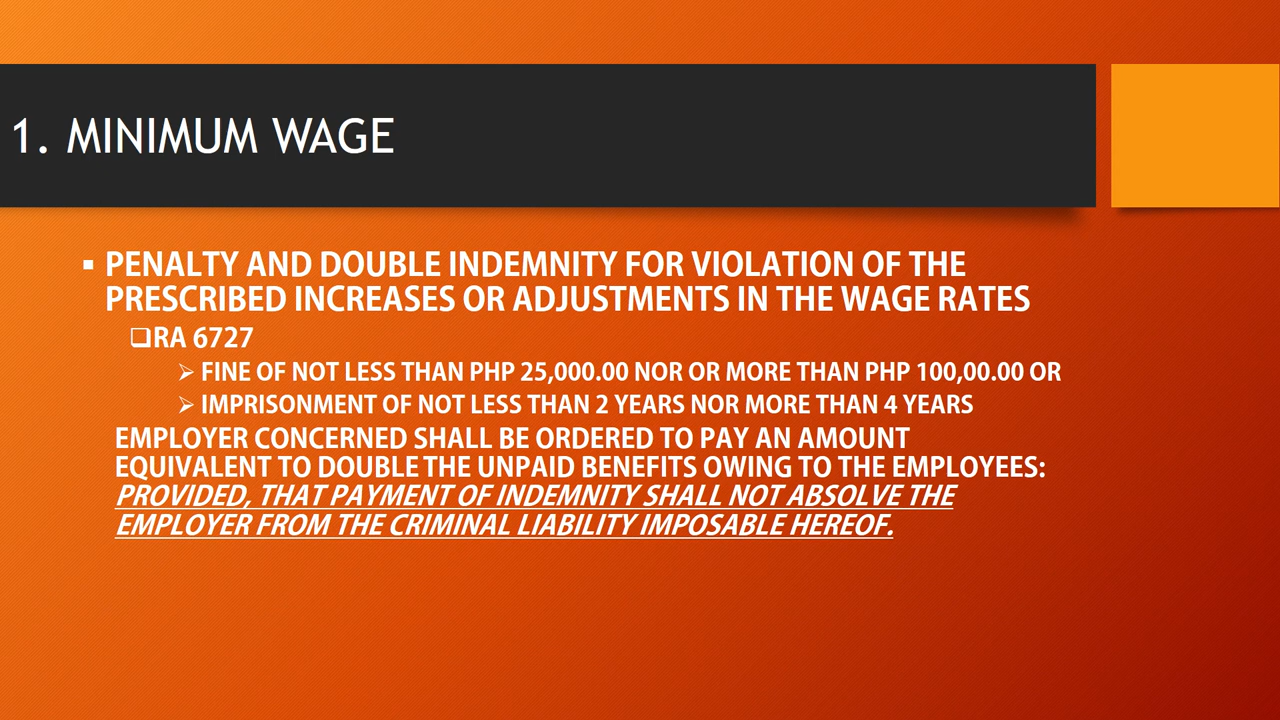 1. MINIMUM WAGE
▪ PENALTY AND DOUBLE INDEMNITY FOR VIOLATION OF THE
PRESCRIBED INCREASES OR ADJUSTMENTS IN THE WAGE RATES
❑RA 6727
➢ FINE OF NOT LESS THAN PHP 25,000.00 NOR OR MORE THAN PHP 100,00.00 OR
➢ IMPRISONMENT OF NOT LESS THAN 2 YEARS NOR MORE THAN 4 YEARS
EMPLOYER CONCERNED SHALL BE ORDERED TO PAY AN AMOUNT
EQUIVALENT TO DOUBLE THE UNPAID BENEFITS OWING TO THE EMPLOYEES:
PROVIDED, THAT PAYMENT OF INDEMNITY SHALL NOT ABSOLVE THE
EMPLOYER FROM THE CRIMINAL LIABILITY IMPOSABLE HEREOF.